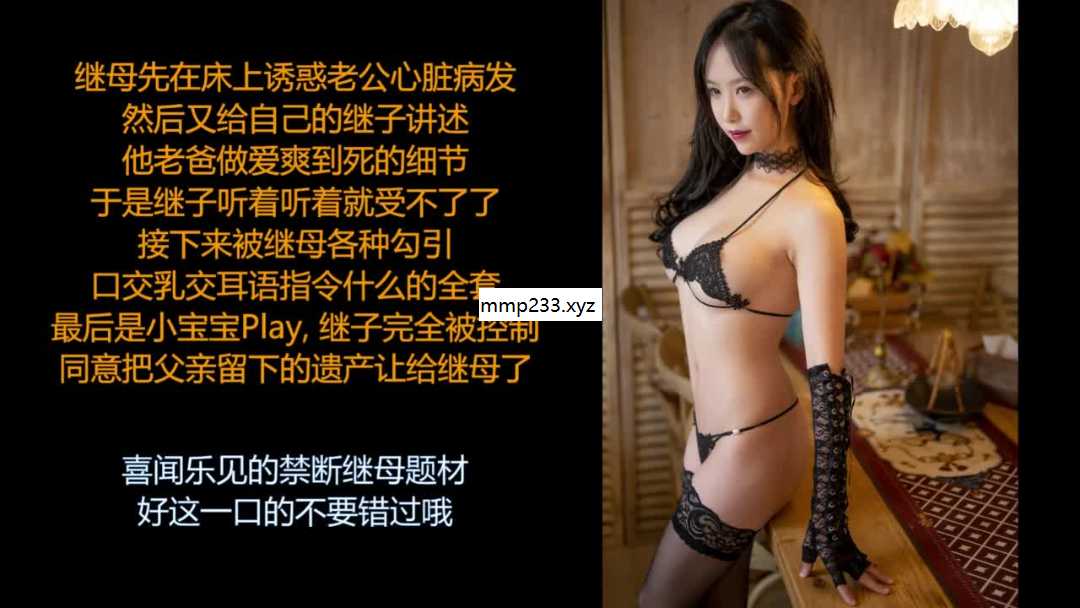 继母先在床上诱惑老公心脏病发
然后又给自己的继子讲述
他老爸做爱爽到死的细节
于是继子听着听着就受不了了
接下来被继母各种勾引
口交乳交耳语指令什么的全套
mmp233.xyz
最后是小宝宝Play, 继子完全被控制
同意把父亲留下的遗产让给继母了
喜闻乐见的禁断继母题材
好这一口的不要错过哦